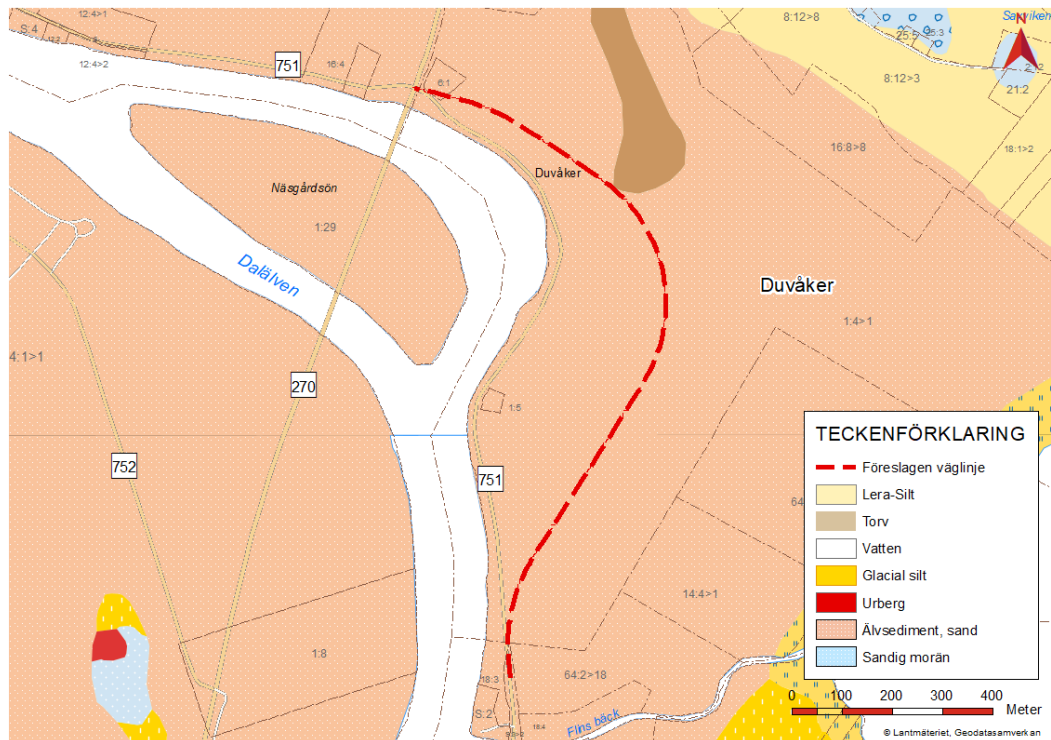 12:4>1
8:12>8
S:4
12:4>2
751
16:4
6:1
25:5
N
8:12>3
21:2
16:8>8
18:1>2
Duvåker
Näsgårdsön
1:29
Dalälven
Duvåker
1:4>1
4:1>1
270
1:5
752
751
TECKENFÖRKLARING
Föreslagen väglinje
Lera-Silt
Torv
Vatten
Glacial silt
Urberg
Älvsediment, sand
Sandig morän
14:4>1
1:8
64:2>18
18:3
S:2
Flins bäck
0 100 200 300 400
Meter
© Lantmäteriet, Geodatasamverkan